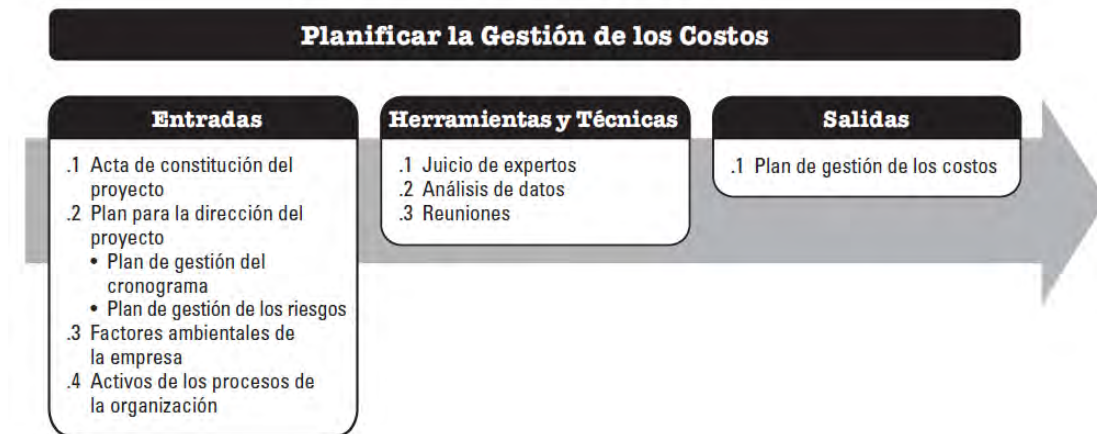 Planificar la Gestión de los Costos
Entradas
.1 Acta de constitución del
proyecto
.2 Plan para la dirección del
proyecto
• Plan de gestión del
cronograma
• Plan de gestión de los riesgos
.3 Factores ambientales de
la empresa
.4 Activos de los procesos de
la organización
Herramientas y Técnicas
.1 Juicio de expertos
.2 Análisis de datos
.3 Reuniones
Salidas
.1 Plan de gestión de los costos